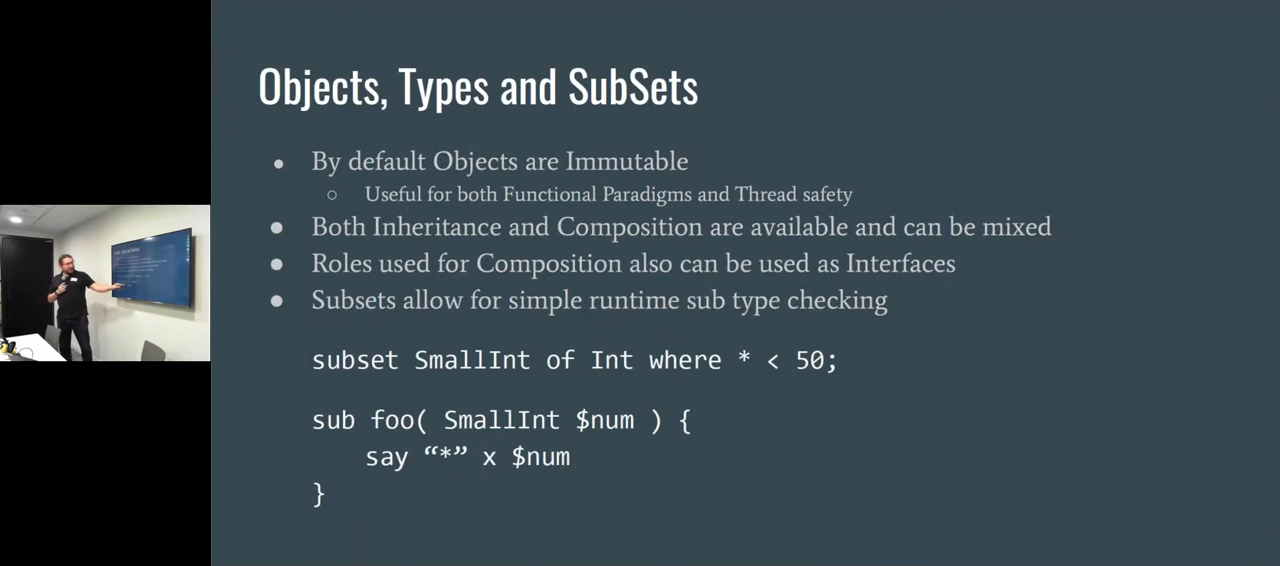 Objects, Types and SubSets
● By default Objects are Immutable
○ Useful for both Functional Paradigms and Thread safety
● Both Inheritance and Composition are available and can be mixed
● Roles used for Composition also can be used as Interfaces
● Subsets allow for simple runtime sub type checking
subset SmallInt of Int where * < 50;
sub foo( SmallInt $num ) {
say “*” x $num
}